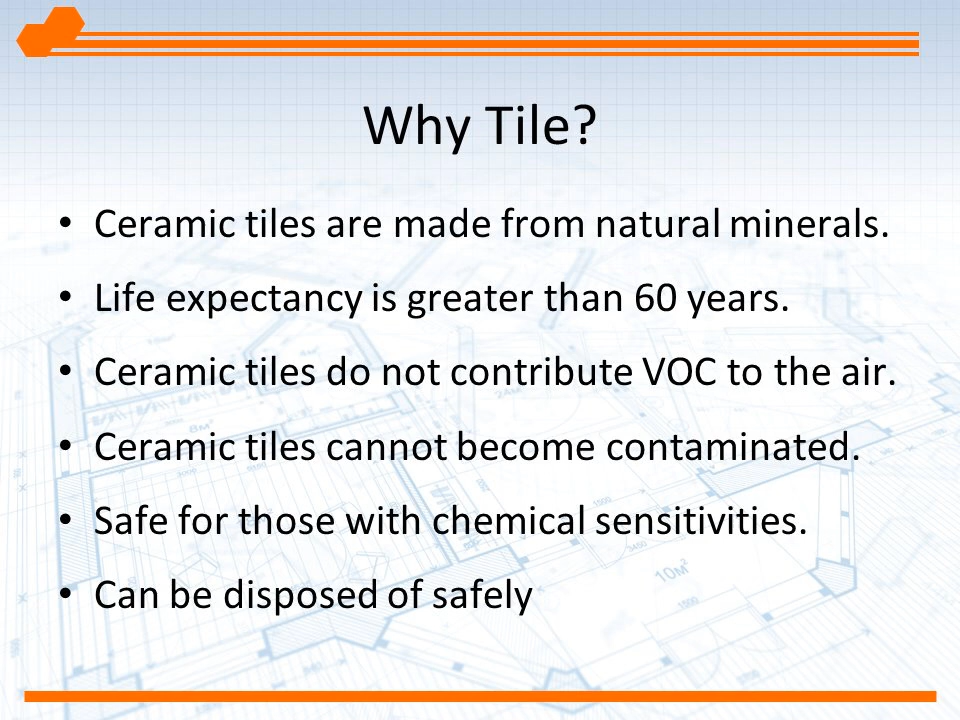 Why Tile?
• Ceramic tiles are made from natural minerals.
• Life expectancy is greater than 60 years.
• Ceramic tiles do not contribute VOC to the air.
• Ceramic tiles cannot become contaminated.
• Safe for those with chemical sensitivities.
• Can be disposed of safely
10м²